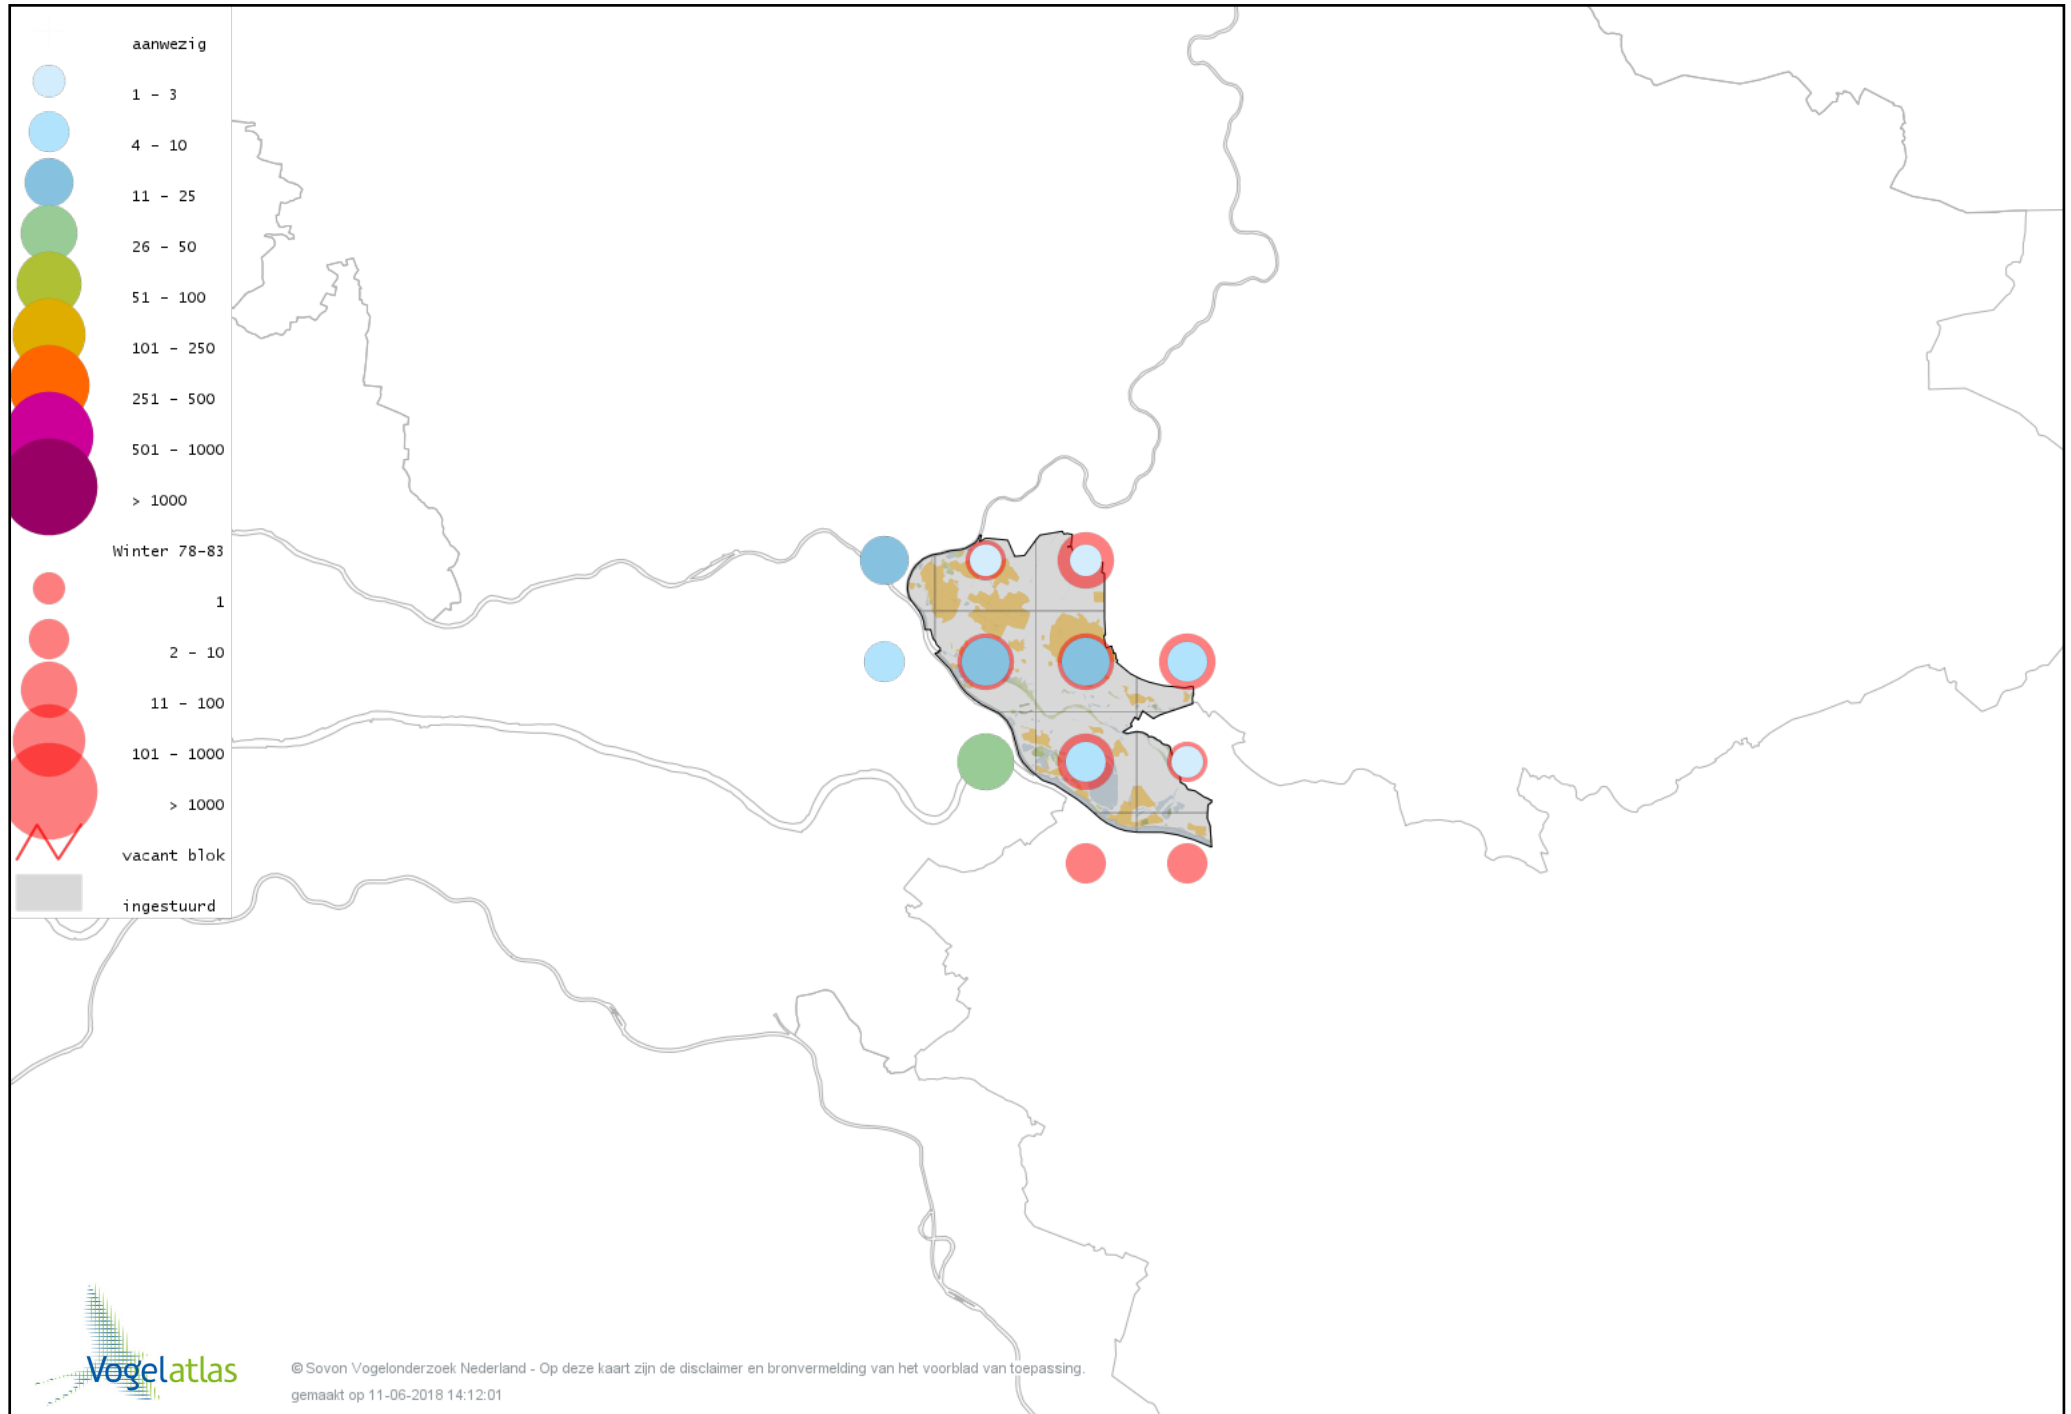 aanwezig
1 - 3
4 - 10
11 - 25
26 - 50
51 - 100
101 - 250
251 - 500
501 - 1000
> 1000
Winter 78-83
1
2 - 10
11 - 100
101 - 1000
> 1000
vacant blok
ingestuurd
Vogelatlas
© Sovon Vogelonderzoek Nederland - Op deze kaart zijn de disclaimer en bronvermelding van het voorblad van toepassing.
gemaakt op 11-06-2018 14:12:01